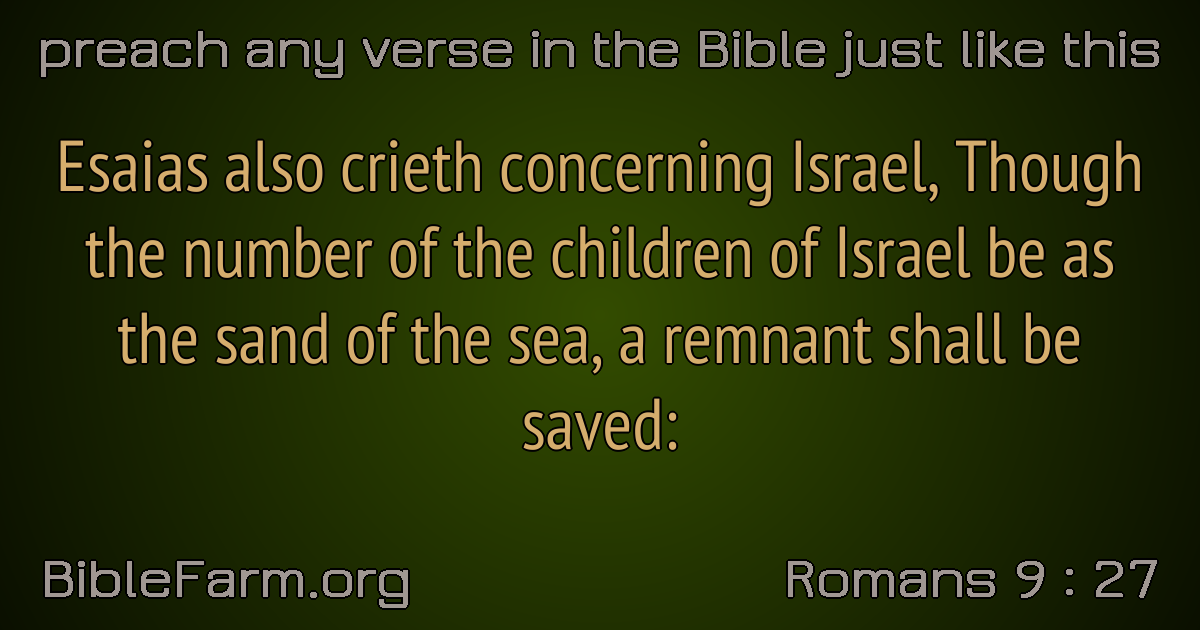 preach any verse in the Bible just like this
Esaias also crieth concerning Israel, Though
the number of the children of Israel be as
the sand of the sea, a remnant shall be
saved:
BibleFarm.org
Romans 9 : 27